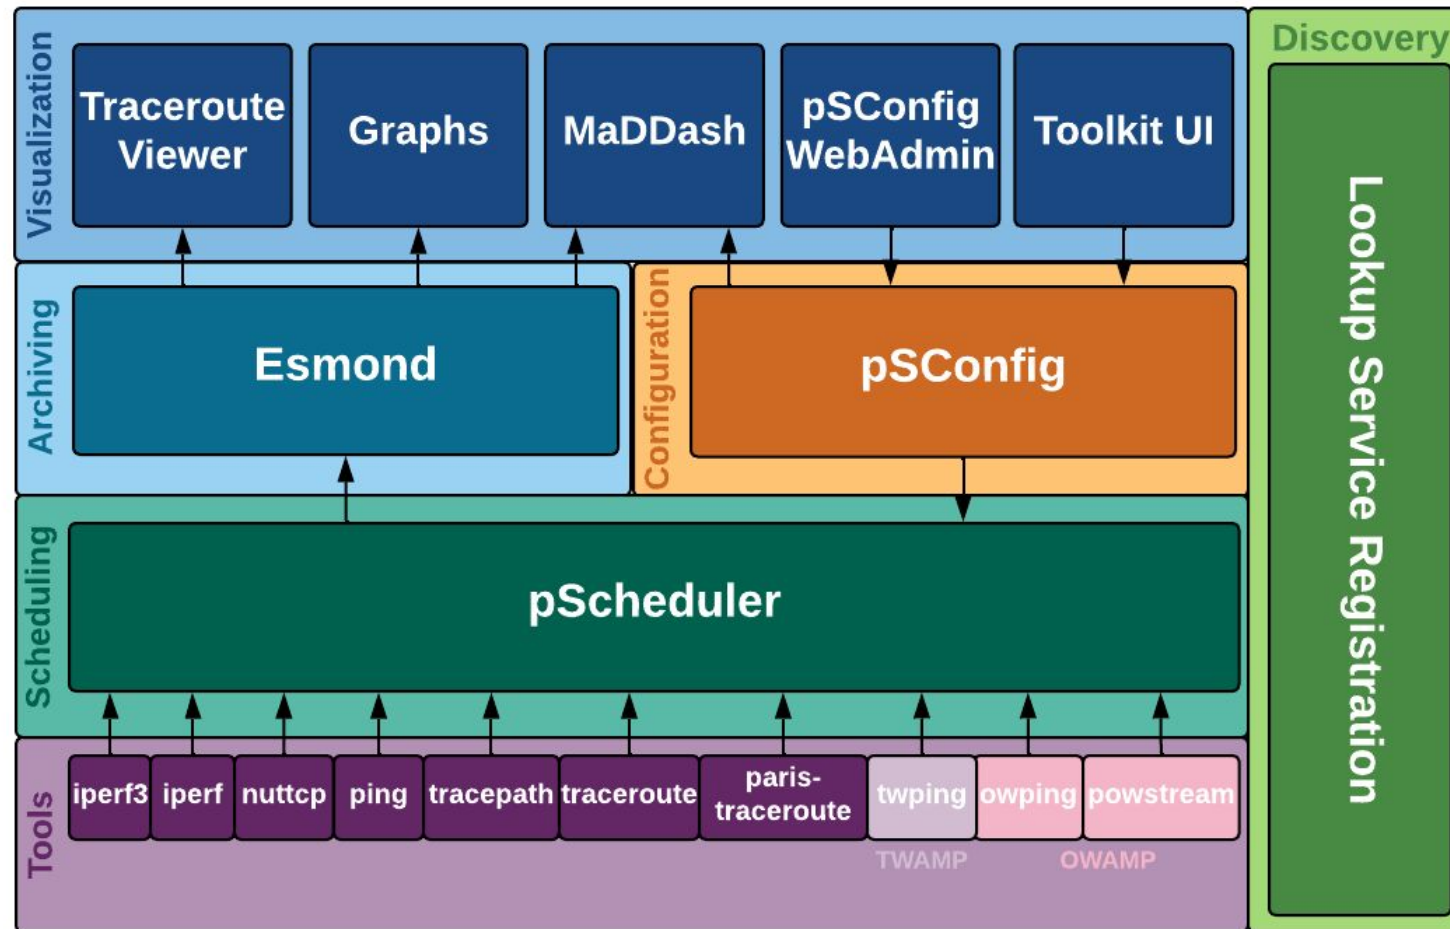 Visualization
Traceroute
Viewer
Graphs
MaDDash
pSConfig
WebAdmin
Toolkit UI
Discovery
Lookup Service Registration
Archiving
Esmond
Configuration
pSConfig
Scheduling
pScheduler
Tools
iperf3
iperf
nuttcp
ping
tracepath
traceroute
paris-
traceroute
twping
owping
powstream
TWAMP
OWAMP